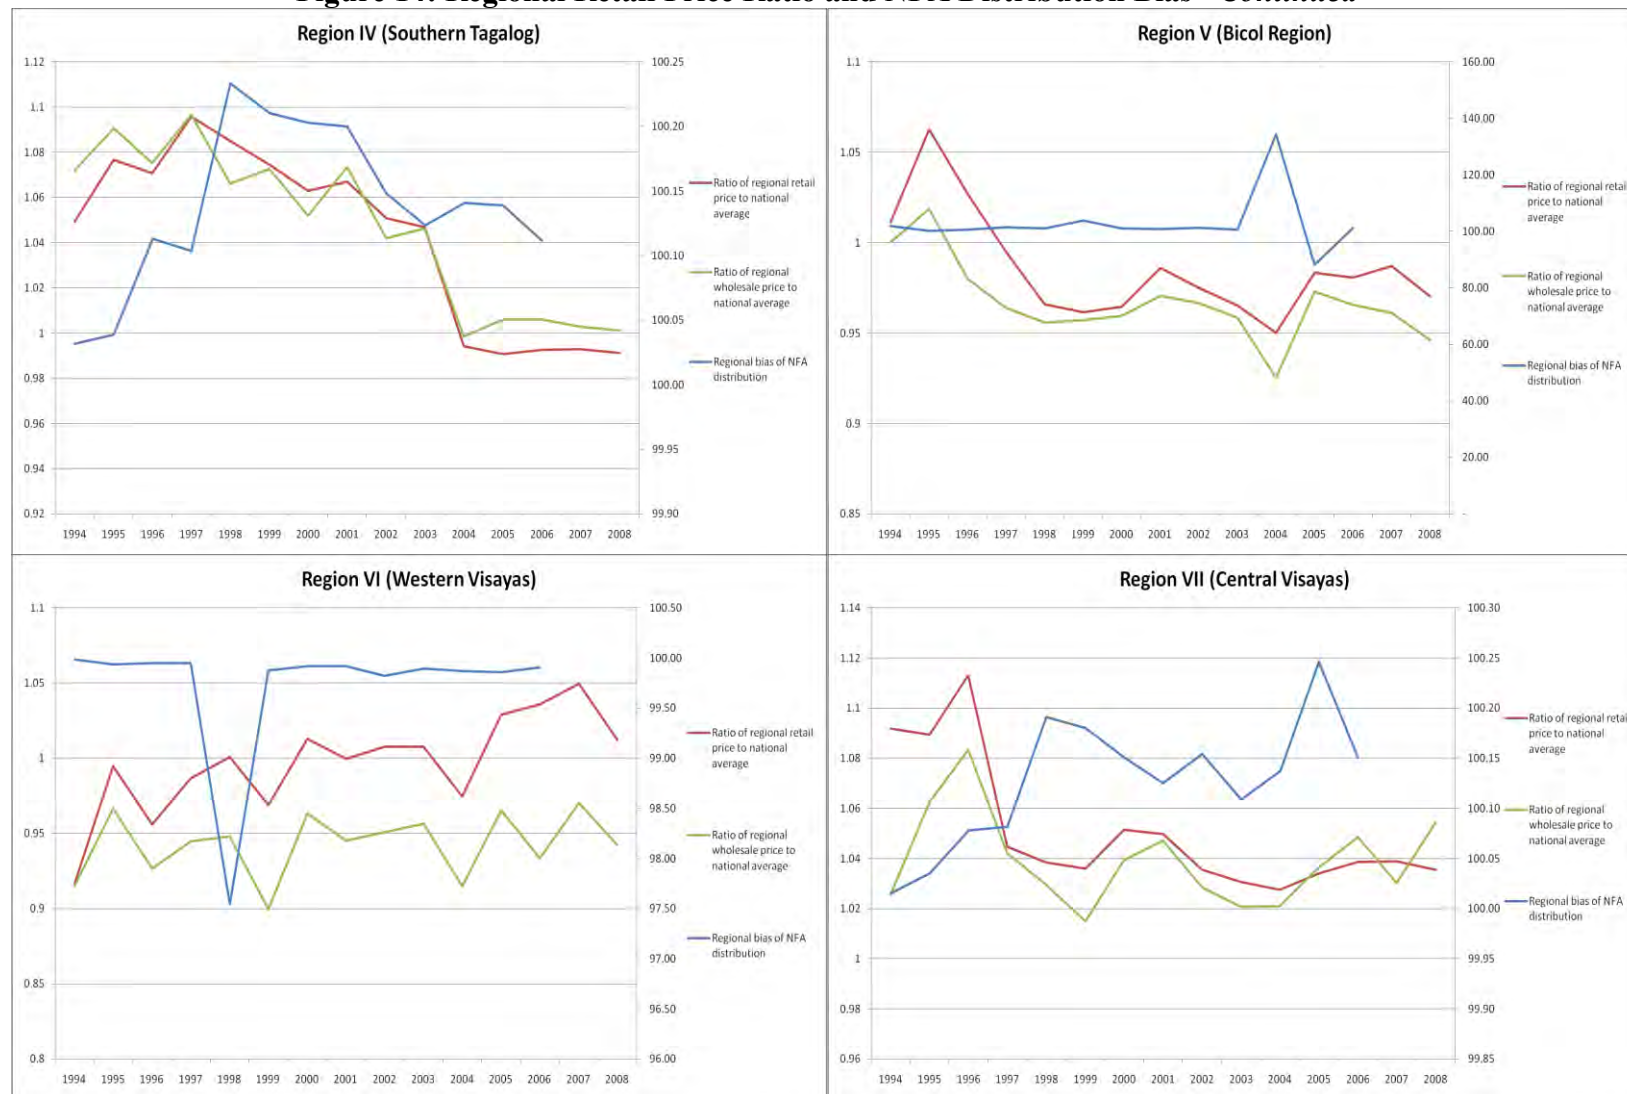 Figure 14: Regional Retail Price Ratio and NFA Distribution Bias - Continued
Region IV (Southern Tagalog)
1.12
1.1
1.08
1.06
1.04
1.02
1
0.98
0.96
0.94
0.92
100.25
100.20
100.15
100.10
100.05
100.00
99.95
99.90
1994 1995 1996 1997 1998 1999 2000 2001 2002 2003 2004 2005 2006 2007 2008
Ratio of regional retail
price to national
average
Ratio of regional
wholesale price to
national average
Regional bias of NFA
distribution
Region V (Bicol Region)
1.1
1.05
1
0.95
0.9
0.85
160.00
140.00
120.00
100.00
80.00
60.00
40.00
20.00
-
1994 1995 1996 1997 1998 1999 2000 2001 2002 2003 2004 2005 2006 2007 2008
Ratio of regional retail
price to national
average
Ratio of regional
wholesale price to
national average
Regional bias of NFA
distribution
Region VI (Western Visayas)
1.1
1.05
1
0.95
0.9
0.85
0.8
100.50
100.00
99.50
99.00
98.50
98.00
97.50
97.00
96.50
96.00
1994 1995 1996 1997 1998 1999 2000 2001 2002 2003 2004 2005 2006 2007 2008
Ratio of regional retail
price to national
average
Ratio of regional
wholesale price to
national average
Regional bias of NFA
distribution
Region VII (Central Visayas)
1.14
1.12
1.1
1.08
1.06
1.04
1.02
1
0.98
0.96
100.30
100.25
100.20
100.15
100.10
100.05
100.00
99.95
99.90
99.85
1994 1995 1996 1997 1998 1999 2000 2001 2002 2003 2004 2005 2006 2007 2008
Ratio of regional retail
price to national
average
Ratio of regional
wholesale price to
national average
Regional bias of NFA
distribution